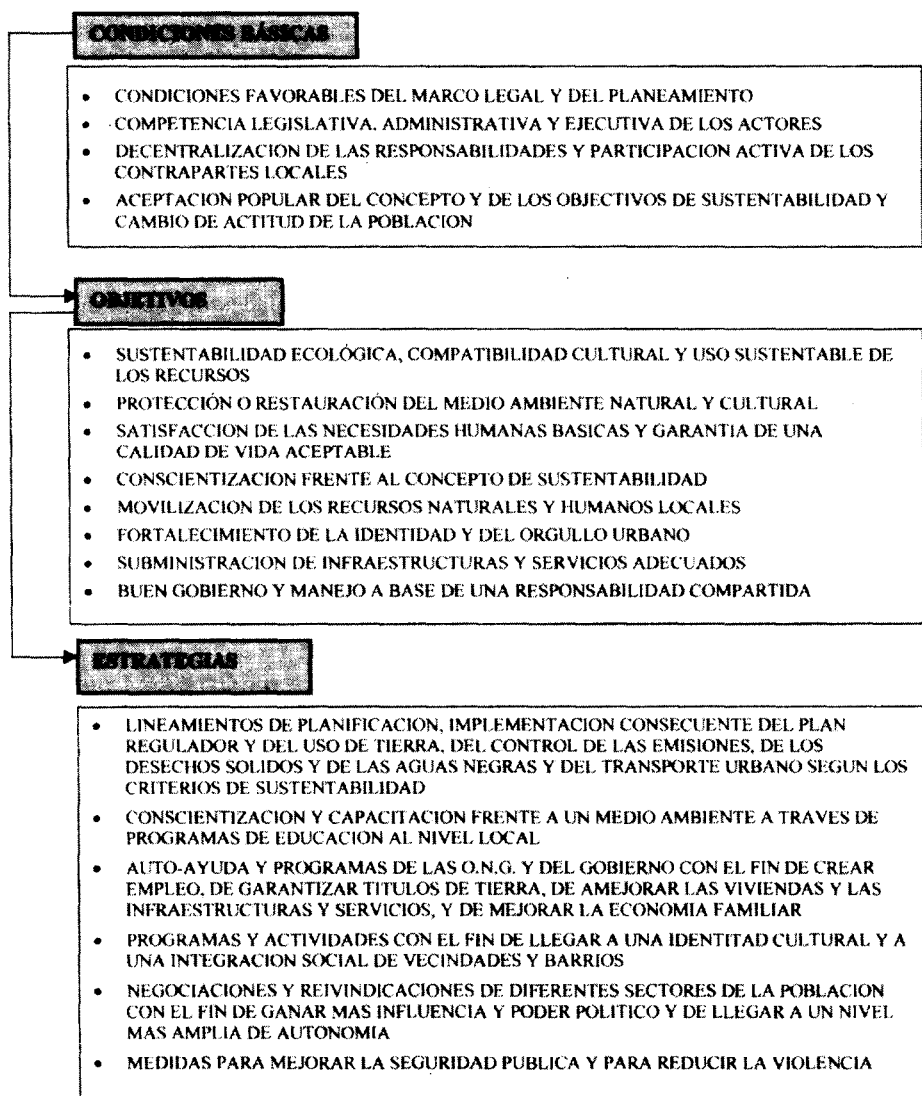 CONDICIONES BÁSICAS
• CONDICIONES FAVORABLES DEL MARCO LEGAL Y DEL PLANEAMIENTO
• COMPETENCIA LEGISLATIVA, ADMINISTRATIVA Y EJECUTIVA DE LOS ACTORES
• DECENTRALIZACION DE LAS RESPONSABILIDADES Y PARTICIPACION ACTIVA DE LOS
CONTRAPARTES LOCALES
• ACEPTACION POPULAR DEL CONCEPTO Y DE LOS OBJECTIVOS DE SUSTENTABILIDAD Y
CAMBIO DE ACTITUD DE LA POBLACION
OBJETIVOS
• SUSTENTABILIDAD ECOLÓGICA, COMPATIBILIDAD CULTURAL Y USO SUSTENTABLE DE
LOS RECURSOS
• PROTECCIÓN O RESTAURACIÓN DEL MEDIO AMBIENTE NATURAL Y CULTURAL
• SATISFACCION DE LAS NECESIDADES HUMANAS BASICAS Y GARANTIA DE UNA
CALIDAD DE VIDA ACEPTABLE
• CONSCIENTIZACION FRENTE AL CONCEPTO DE SUSTENTABILIDAD
• MOVILIZACION DE LOS RECURSOS NATURALES Y HUMANOS LOCALES
• FORTALECIMIENTO DE LA IDENTIDAD Y DEL ORGULLO URBANO
• SUBMINISTRACION DE INFRAESTRUCTURAS Y SERVICIOS ADECUADOS
• BUEN GOBIERNO Y MANEJO A BASE DE UNA RESPONSABILIDAD COMPARTIDA
ESTRATEGIAS
• LINEAMIENTOS DE PLANIFICACION, IMPLEMENTACION CONSECUENTE DEL PLAN
REGULADOR Y DEL USO DE TIERRA, DEL CONTROL DE LAS EMISIONES, DE LOS
DESECHOS SOLIDOS Y DE LAS AGUAS NEGRAS Y DEL TRANSPORTE URBANO SEGUN LOS
CRITERIOS DE SUSTENTABILIDAD
• CONSCIENTIZACION Y CAPACITACION FRENTE A UN MEDIO AMBIENTE A TRAVES DE
PROGRAMAS DE EDUCACION AL NIVEL LOCAL
• AUTO-AYUDA Y PROGRAMAS DE LAS O.N.G. Y DEL GOBIERNO CON EL FIN DE CREAR
EMPLEO, DE GARANTIZAR TITULOS DE TIERRA, DE AMEJORAR LAS VIVIENDAS Y LAS
INFRAESTRUCTURAS Y SERVICIOS, Y DE MEJORAR LA ECONOMIA FAMILIAR
• PROGRAMAS Y ACTIVIDADES CON EL FIN DE LLEGAR A UNA IDENTITAD CULTURAL Y A
UNA INTEGRACION SOCIAL DE VECINDADES Y BARRIOS
• NEGOCIACIONES Y REIVINDICACIONES DE DIFERENTES SECTORES DE LA POBLACION
CON EL FIN DE GANAR MAS INFLUENCIA Y PODER POLITICO Y DE LLEGAR A UN NIVEL
MAS AMPLIA DE AUTONOMIA
• MEDIDAS PARA MEJORAR LA SEGURIDAD PUBLICA Y PARA REDUCIR LA VIOLENCIA